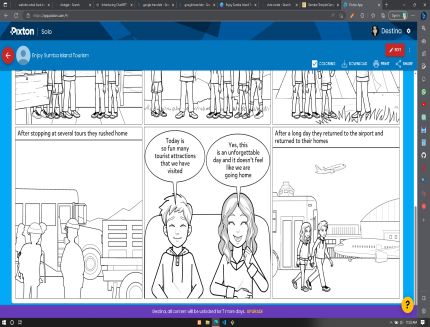 Pixton Solo
Destina
Enjoy Sumba Island Tourism
EDIT
COLORING DOWNLOAD PRINT SHARE
After stopping at several tours they rushed home
Today is
so fun many
tourist attractions
that we have
visited
Yes, this
is an unforgettable
day and it doesn't feel
like we are
going home
After a long day they returned to the airport and
returned to their homes
Destina, all content will be unlocked for 7 more days. UPGRADE
?